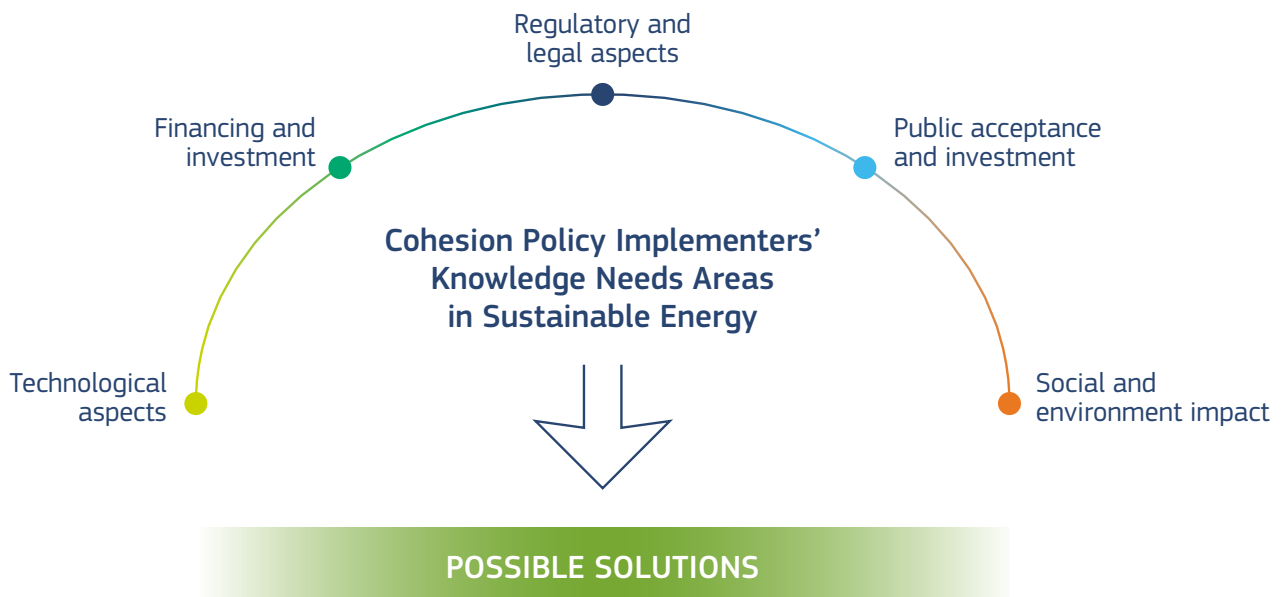 Regulatory and
legal aspects
Financing and
investment
Public acceptance
and investment
Cohesion Policy Implementers’
Knowledge Needs Areas
in Sustainable Energy
Technological
aspects
Social and
environment impact
POSSIBLE SOLUTIONS